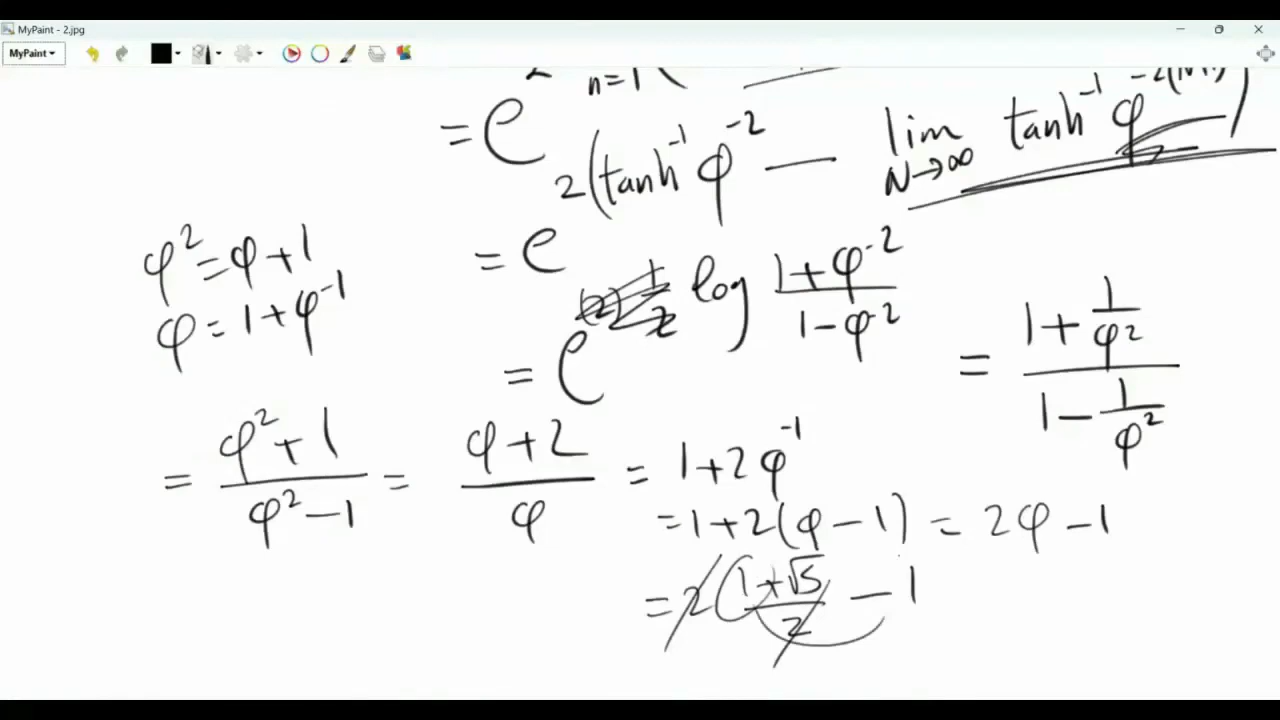 MyPaint - 2.jpg
MyPaint
= e^2 n=1 (
2(tanh⁻¹ φ⁻² — lim N→∞ tanh⁻¹ φ )
φ² = φ + 1
= e
φ = 1 + φ⁻¹
log (1 + φ⁻²)/(1 - φ⁻²)
= e
= (1 + 1/φ²)/(1 - 1/φ²)
= (φ² + 1)/(φ² - 1) = (φ + 2)/φ = 1 + 2φ⁻¹
= 1 + 2(φ - 1) = 2φ - 1
= 2((1 + √5)/2 - 1